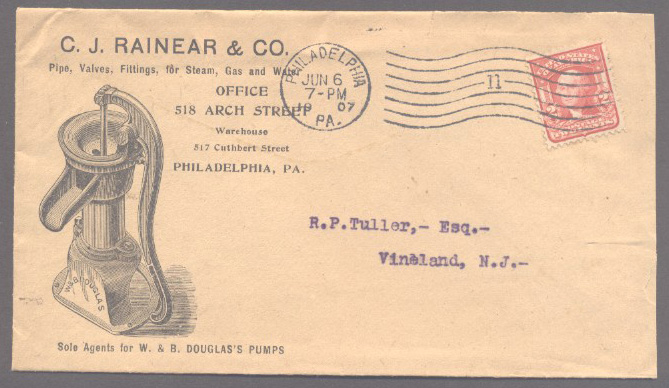 C. J. RAINEAR & CO.
Pipe, Valves, Fittings, for Steam, Gas and Water
OFFICE
518 ARCH STREET
Warehouse
517 Cuthbert Street
PHILADELPHIA, PA.
PHILADELPHIA
JUN 6
7-PM
19 07
PA.
11
R.P.Tuller,- Esq.-
Vineland, N.J.-
W&B DOUGLAS
Sole Agents for W. & B. DOUGLAS'S PUMPS